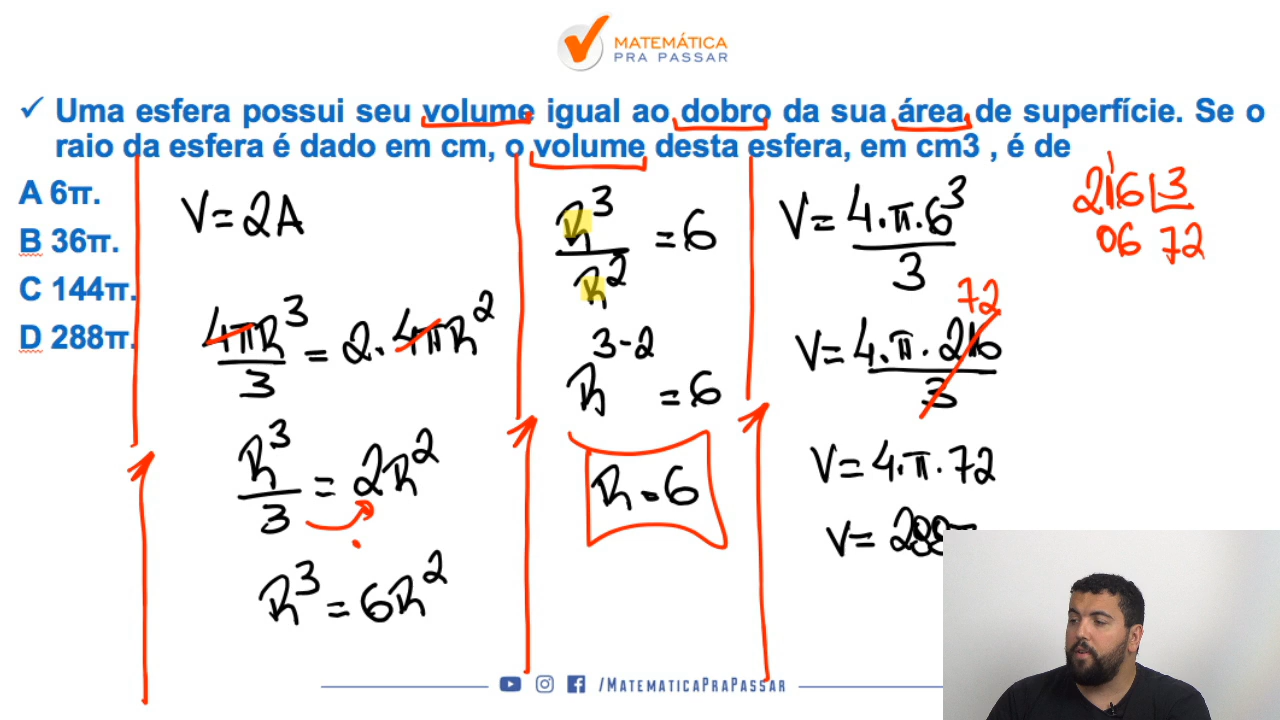 MATEMÁTICA
PRA PASSAR
✓ Uma esfera possui seu volume igual ao dobro da sua área de superfície. Se o
raio da esfera é dado em cm, o volume desta esfera, em cm3 , é de
A 6π.
B 36π.
C 144π.
D 288π.
V=2A
4πR³/3 = 2·4πR²
R³/3 = 2R²
R³=6R²
R³/R² =6
R³⁻² =6
R=6
V=4·π·6³/3
V=4·π·216/3
72
V=4·π·72
V=288π
216 |3
06 72
/MATEMATICAPRAPASSAR